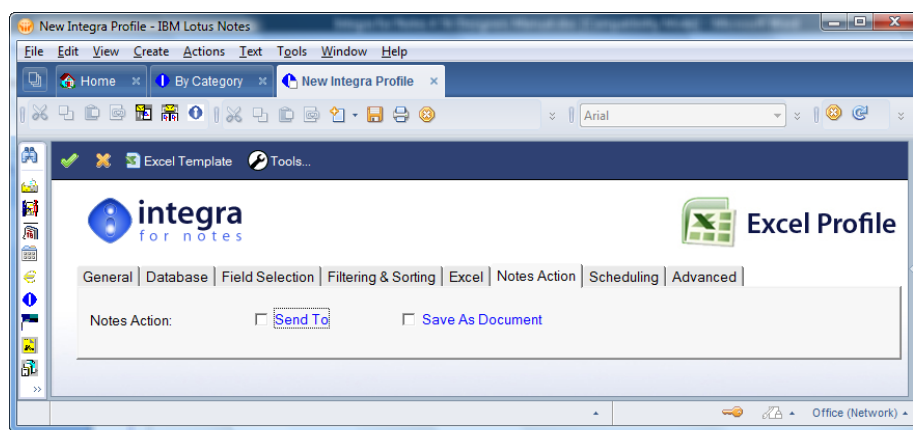 New Integra Profile - IBM Lotus Notes
File Edit View Create Actions Text Tools Window Help
Home By Category New Integra Profile
Arial
Excel Template Tools...
integra
for notes
Excel Profile
General Database Field Selection Filtering & Sorting Excel Notes Action Scheduling Advanced
Notes Action: Send To Save As Document
Office (Network)